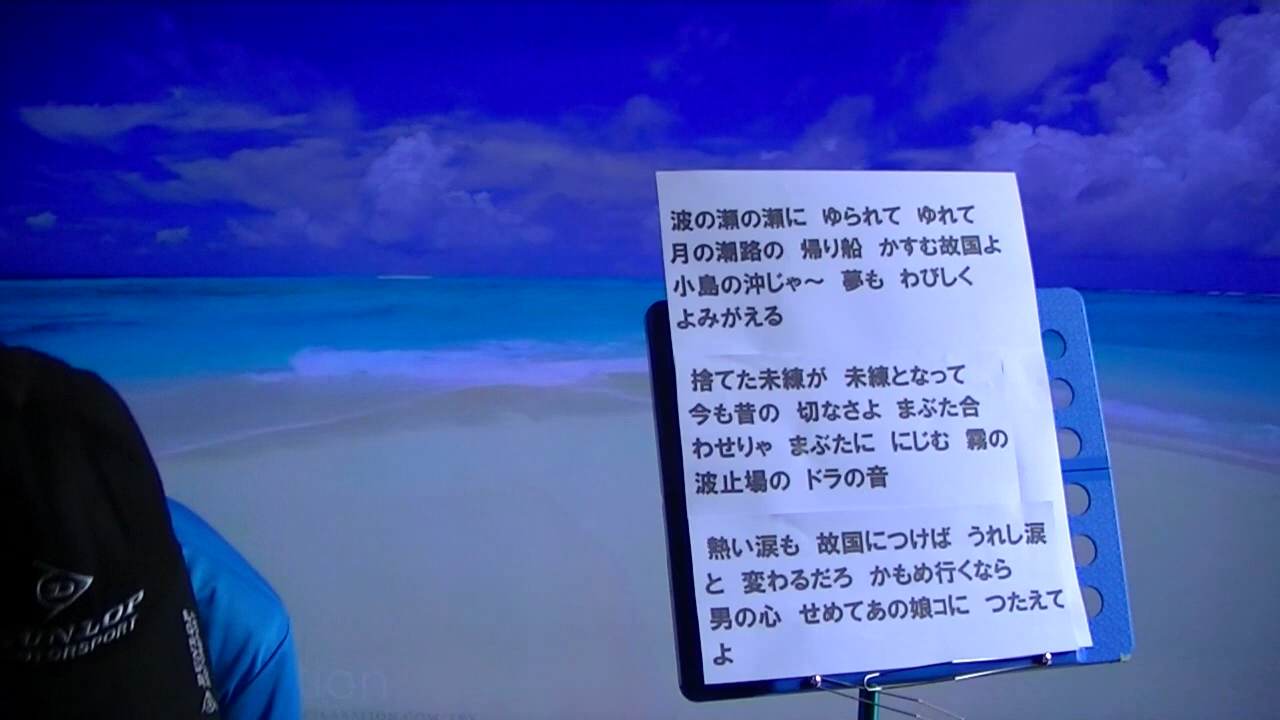 波の瀬の瀬に ゆられて ゆれて
月の潮路の 帰り船 かすむ故国よ
小島の沖じゃ～ 夢も わびしく
よみがえる
捨てた未練が 未練となって
今も昔の 切なさよ まぶた合
わせりゃ まぶたに にじむ 霧の
波止場の ドラの音
熱い涙も 故国につけば うれし涙
と 変わるだろ かもめ行くなら
男の心 せめてあの娘コに つたえて
よ
DUNLOP
MOTORSPORT